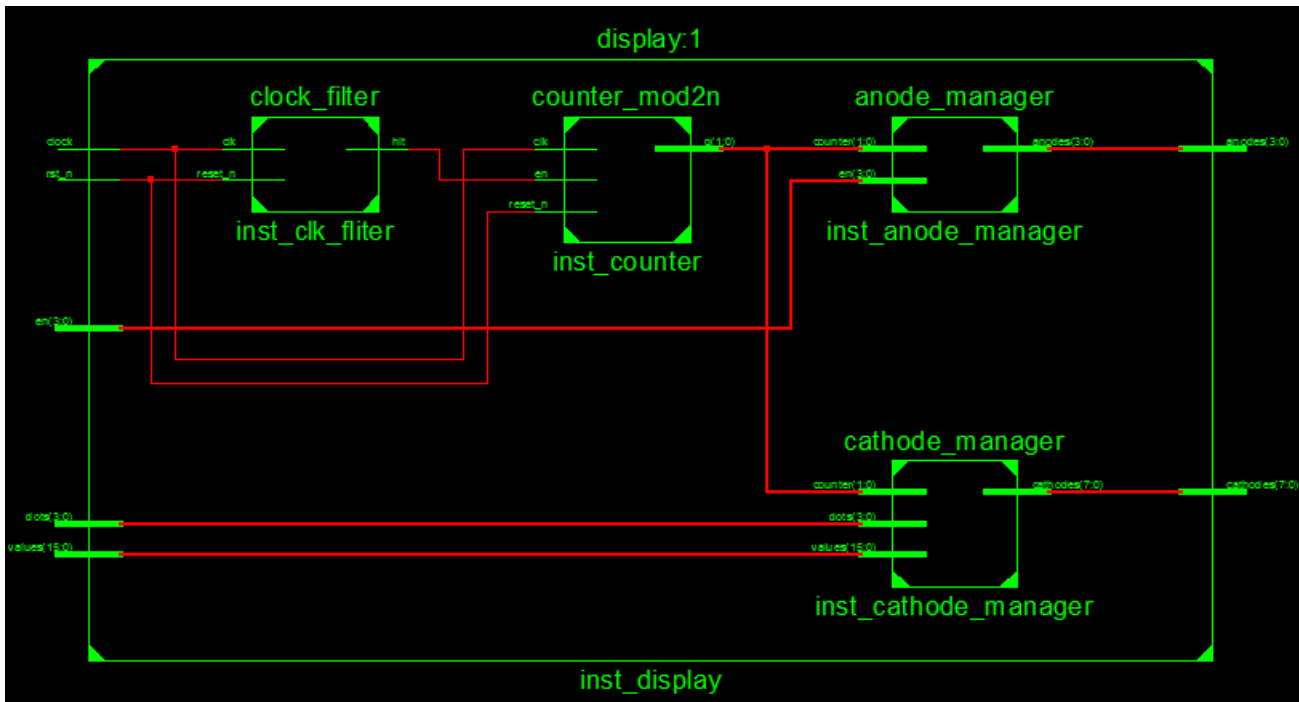 display:1
clock_filter counter_mod2n anode_manager
clock clk hit clk q(1:0) counter(1:0) anodes(3:0) anodes(3:0)
rst_n reset_n en en(3:0)
reset_n
inst_clk_fliter inst_anode_manager
inst_counter
en(3:0)
cathode_manager
counter(1:0) cathodes(7:0) cathodes(7:0)
dots(3:0) dots(3:0)
values(15:0) values(15:0)
inst_cathode_manager
inst_display